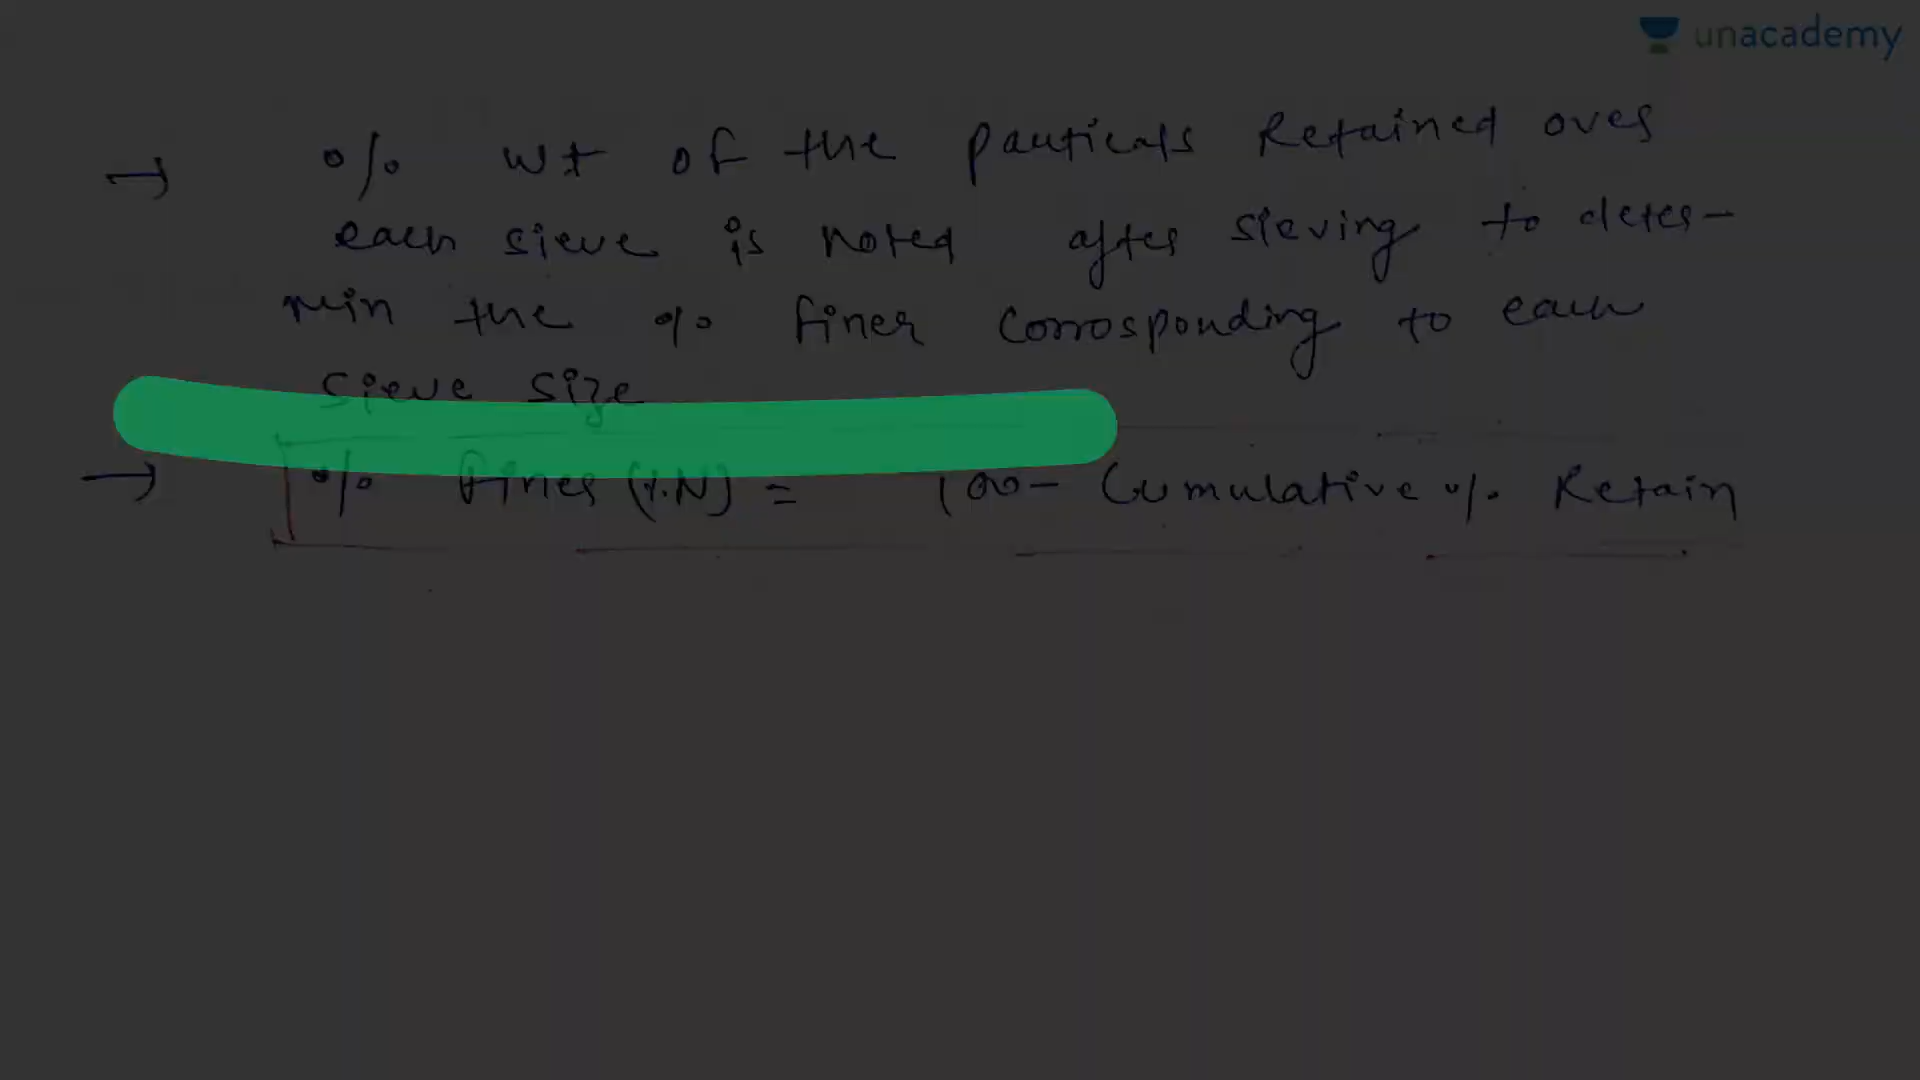 unacademy
→ % wt of the particals Retained over
each sieve is noted after sieving to deter-
min the % finer corrosponding to each
sieve size
→ % finer (%N) = 100- Cumulative % Retain